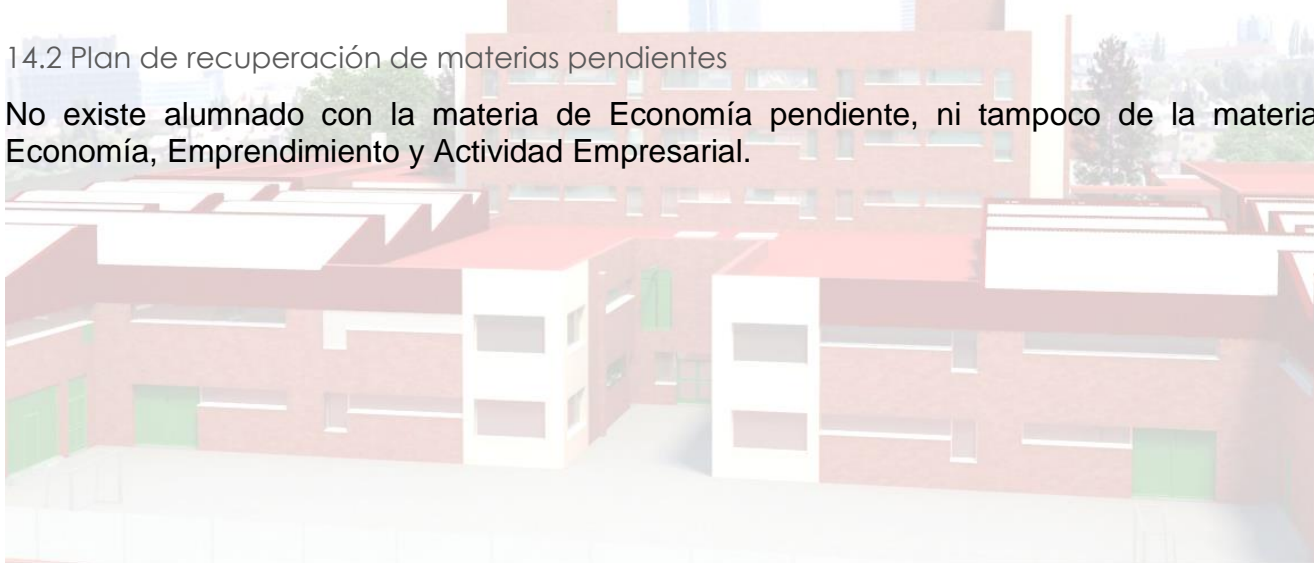 14.2 Plan de recuperación de materias pendientes
No existe alumnado con la materia de Economía pendiente, ni tampoco de la materia
Economía, Emprendimiento y Actividad Empresarial.